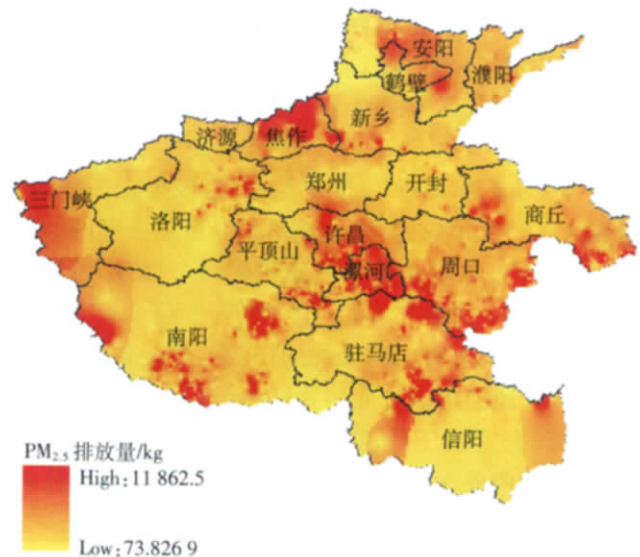 安阳
濮阳
鹤壁
新乡
济源
焦作
郑州
开封
三门峡
洛阳
商丘
许昌
平顶山
漯河
周口
南阳
驻马店
信阳
PM2.5 排放量/kg
High:11 862.5
Low:73.826 9